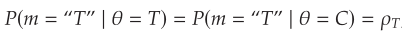 P(m = “T” | θ = T) = P(m = “T” | θ = C) = ρ_T.